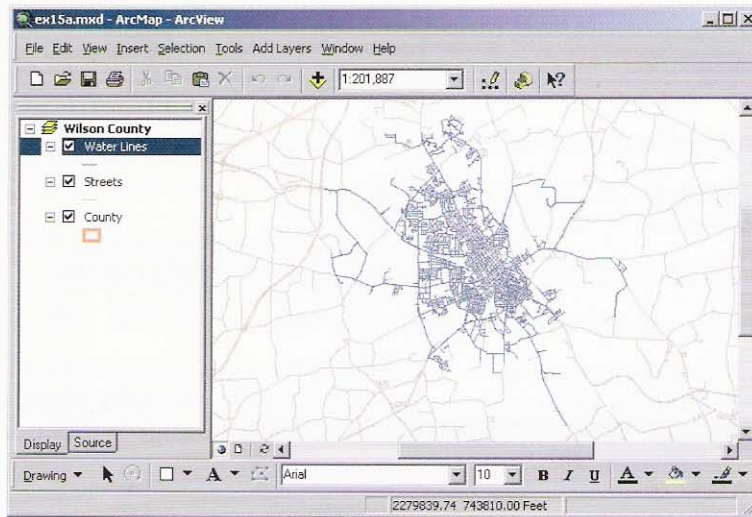 ex15a.mxd - ArcMap - ArcView
File Edit View Insert Selection Tools Add Layers Window Help
1:201,887
Wilson County
Water Lines
Streets
County
Display Source
Drawing A Arial 10 B I U A
2279839.74 743810.00 Feet